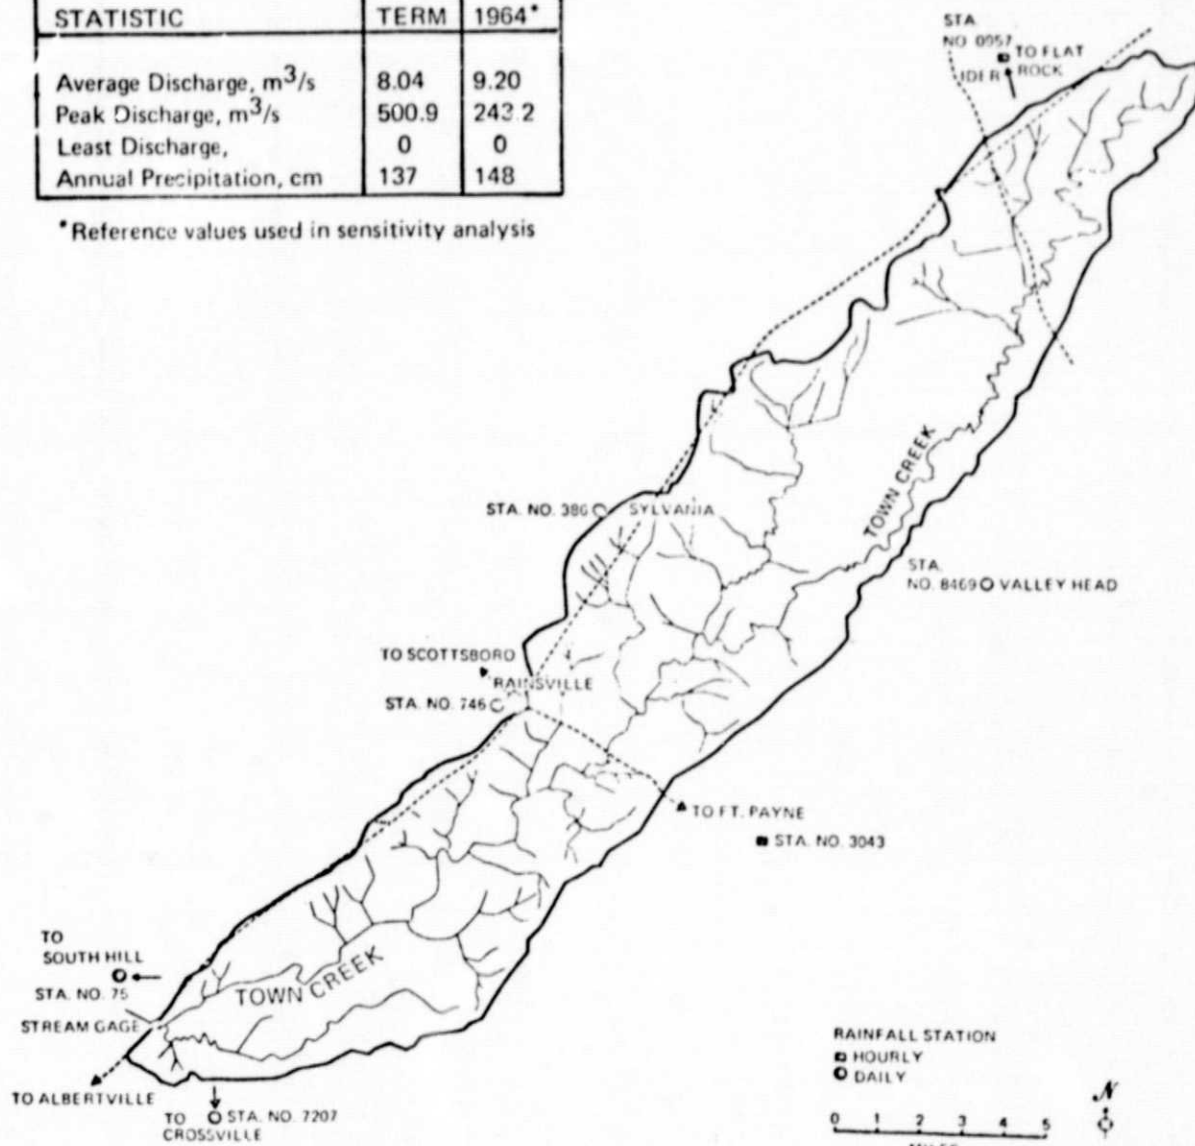 STATISTIC TERM 1964*
Average Discharge, m3/s 8.04 9.20
Peak Discharge, m3/s 500.9 243.2
Least Discharge, 0 0
Annual Precipitation, cm 137 148
*Reference values used in sensitivity analysis
STA
NO 0957
TO FLAT
ROCK
IDER
TOWN CREEK
STA. NO. 386
SYLVANIA
STA.
NO. 8469 VALLEY HEAD
TO SCOTTSBORO
RAINSVILLE
STA. NO. 746
TO FT. PAYNE
STA. NO. 3043
TO
SOUTH HILL
STA. NO. 75
STREAM GAGE
TOWN CREEK
TO ALBERTVILLE
TO STA. NO. 7207
CROSSVILLE
RAINFALL STATION
HOURLY
DAILY
N
0 1 2 3 4 5
MILES